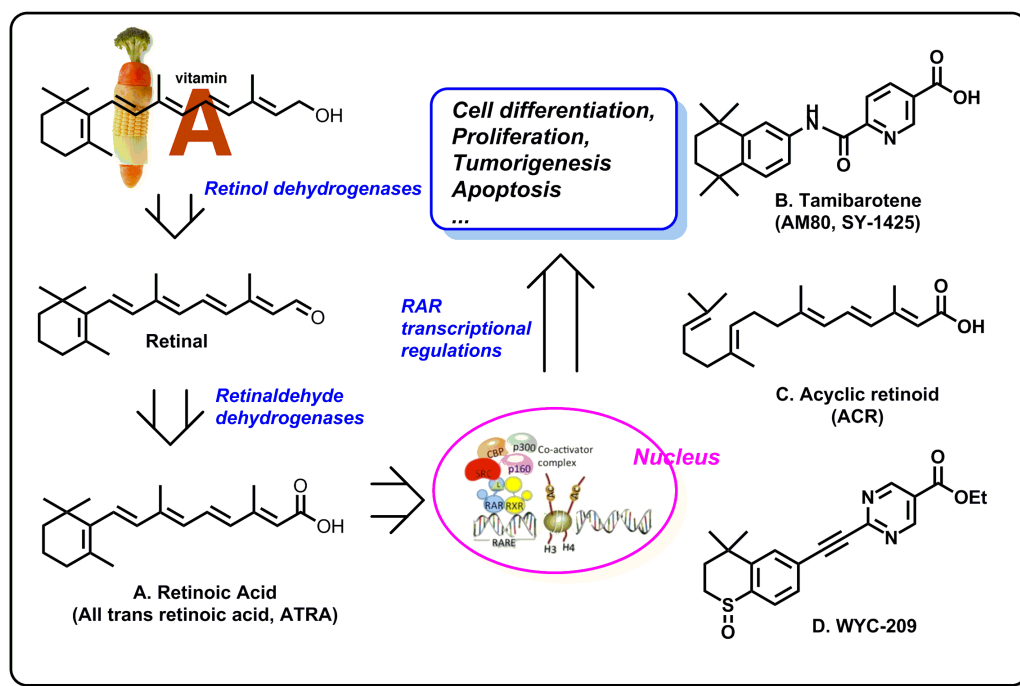 vitamin
A
OH
Retinol dehydrogenases
Retinal
O
Retinaldehyde
dehydrogenases
O
OH
A. Retinoic Acid
(All trans retinoic acid, ATRA)
Cell differentiation,
Proliferation,
Tumorigenesis
Apoptosis
...
RAR
transcriptional
regulations
Nucleus
CBP
p300
Co-activator
complex
SRC
p160
L
RAR
RXR
RARE
H3
H4
O
OH
H
N
O
N
B. Tamibarotene
(AM80, SY-1425)
O
OH
C. Acyclic retinoid
(ACR)
O
OEt
N
N
S
O
D. WYC-209